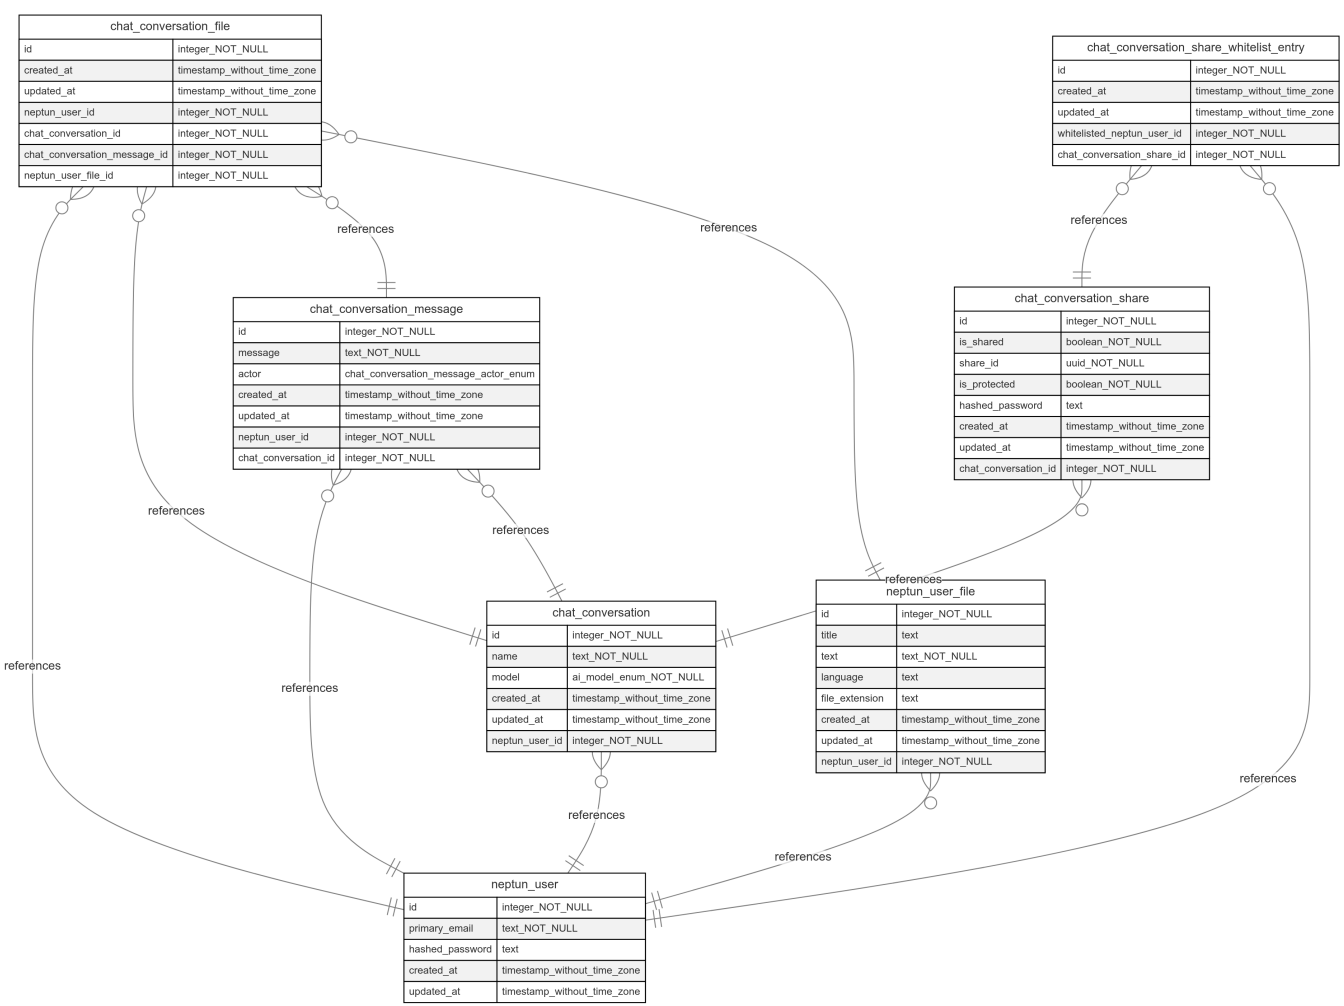 chat_conversation_file
id integer_NOT_NULL
created_at timestamp_without_time_zone
updated_at timestamp_without_time_zone
neptun_user_id integer_NOT_NULL
chat_conversation_id integer_NOT_NULL
chat_conversation_message_id integer_NOT_NULL
neptun_user_file_id integer_NOT_NULL
chat_conversation_share_whitelist_entry
id integer_NOT_NULL
created_at timestamp_without_time_zone
updated_at timestamp_without_time_zone
whitelisted_neptun_user_id integer_NOT_NULL
chat_conversation_share_id integer_NOT_NULL
references
references
references
chat_conversation_message
id integer_NOT_NULL
message text_NOT_NULL
actor chat_conversation_message_actor_enum
created_at timestamp_without_time_zone
updated_at timestamp_without_time_zone
neptun_user_id integer_NOT_NULL
chat_conversation_id integer_NOT_NULL
chat_conversation_share
id integer_NOT_NULL
is_shared boolean_NOT_NULL
share_id uuid_NOT_NULL
is_protected boolean_NOT_NULL
hashed_password text
created_at timestamp_without_time_zone
updated_at timestamp_without_time_zone
chat_conversation_id integer_NOT_NULL
references
references
references
chat_conversation
id integer_NOT_NULL
name text_NOT_NULL
model ai_model_enum_NOT_NULL
created_at timestamp_without_time_zone
updated_at timestamp_without_time_zone
neptun_user_id integer_NOT_NULL
neptun_user_file
id integer_NOT_NULL
title text
text text_NOT_NULL
language text
file_extension text
created_at timestamp_without_time_zone
updated_at timestamp_without_time_zone
neptun_user_id integer_NOT_NULL
references
references
references
references
references
neptun_user
id integer_NOT_NULL
primary_email text_NOT_NULL
hashed_password text
created_at timestamp_without_time_zone
updated_at timestamp_without_time_zone